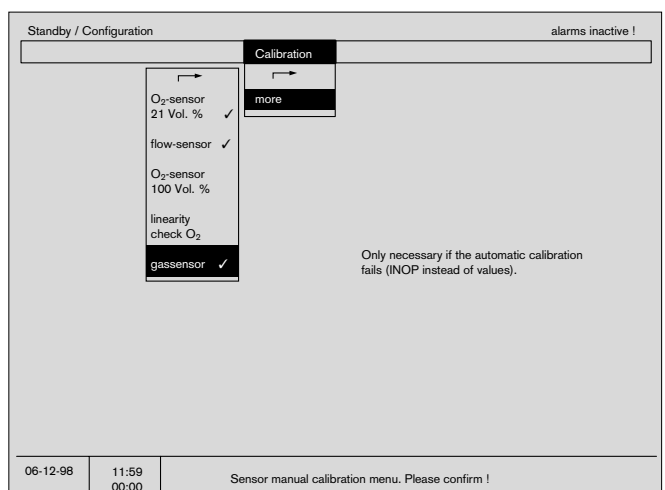 Standby / Configuration
alarms inactive !
Calibration
more
O₂-sensor
21 Vol. % ✓
flow-sensor ✓
O₂-sensor
100 Vol. %
linearity
check O₂
gassensor ✓
Only necessary if the automatic calibration
fails (INOP instead of values).
06-12-98
11:59
00:00
Sensor manual calibration menu. Please confirm !